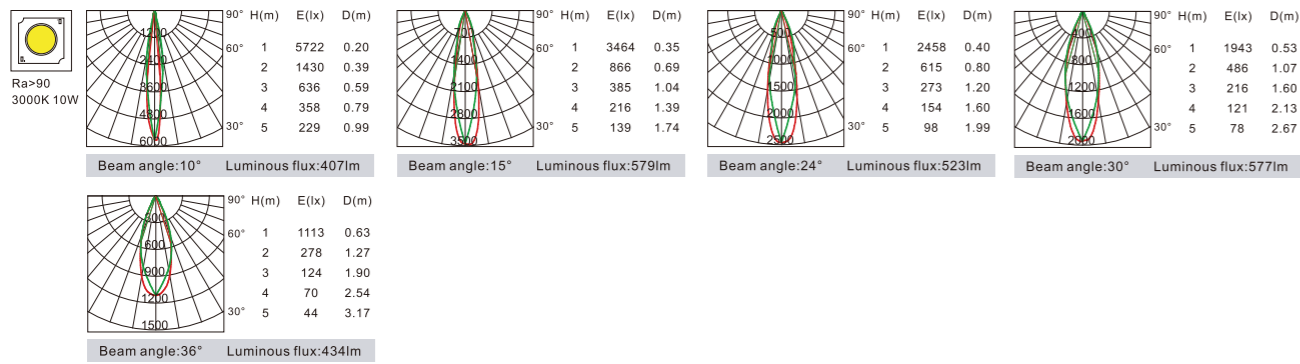 Ra>90
3000K 10W
1200
2400
3600
4800
6000
90°
60°
30°
H(m) E(lx) D(m)
1 5722 0.20
2 1430 0.39
3 636 0.59
4 358 0.79
5 229 0.99
Beam angle:10° Luminous flux:407lm
700
1400
2100
2800
3500
90°
60°
30°
H(m) E(lx) D(m)
1 3464 0.35
2 866 0.69
3 385 1.04
4 216 1.39
5 139 1.74
Beam angle:15° Luminous flux:579lm
500
1000
1500
2000
2500
90°
60°
30°
H(m) E(lx) D(m)
1 2458 0.40
2 615 0.80
3 273 1.20
4 154 1.60
5 98 1.99
Beam angle:24° Luminous flux:523lm
400
800
1200
1600
2000
90°
60°
30°
H(m) E(lx) D(m)
1 1943 0.53
2 486 1.07
3 216 1.60
4 121 2.13
5 78 2.67
Beam angle:30° Luminous flux:577lm
300
600
900
1200
1500
90°
60°
30°
H(m) E(lx) D(m)
1 1113 0.63
2 278 1.27
3 124 1.90
4 70 2.54
5 44 3.17
Beam angle:36° Luminous flux:434lm